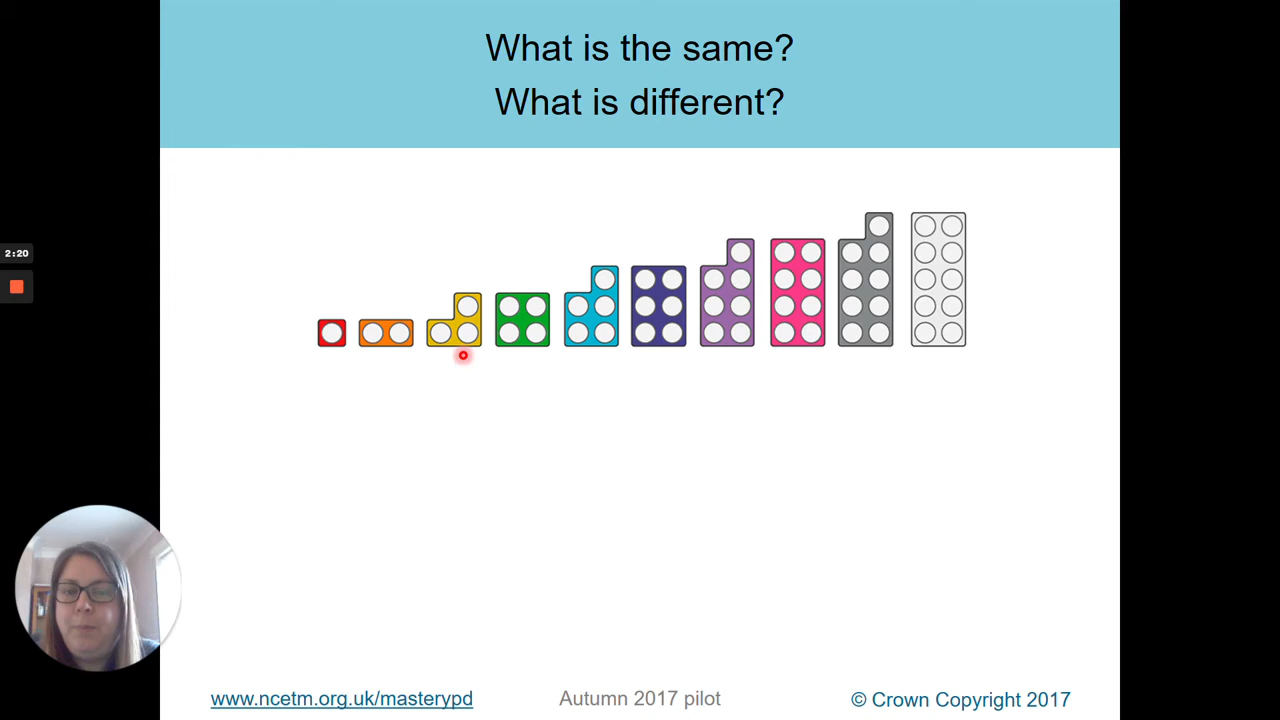 What is the same?
What is different?
2:20
www.ncetm.org.uk/masterypd
Autumn 2017 pilot
© Crown Copyright 2017